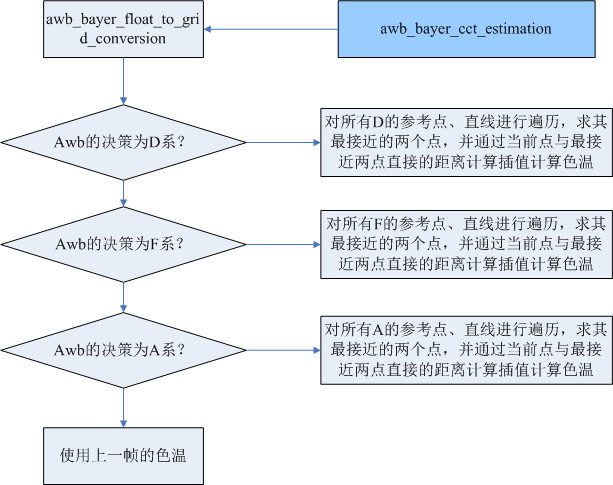 awb_bayer_float_to_gri
d_conversion
awb_bayer_cct_estimation
Awb的决策为D系?
对所有D的参考点、直线进行遍历，求其
最接近的两个点，并通过当前点与最接
近两点直接的距离计算插值计算色温
Awb的决策为F系?
对所有F的参考点、直线进行遍历，求其
最接近的两个点，并通过当前点与最接
近两点直接的距离计算插值计算色温
Awb的决策为A系?
对所有A的参考点、直线进行遍历，求其
最接近的两个点，并通过当前点与最接
近两点直接的距离计算插值计算色温
使用上一帧的色温